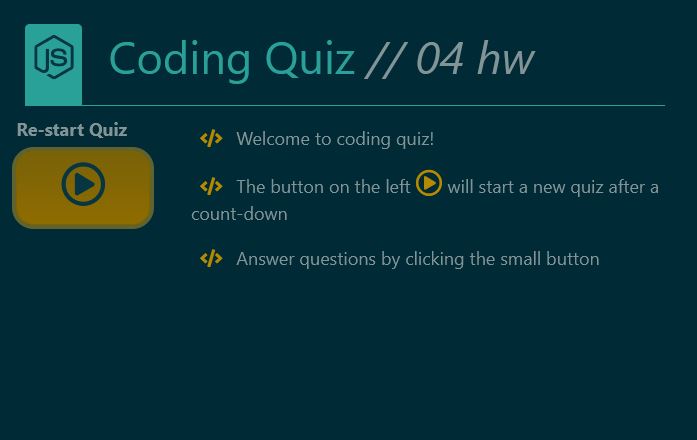 JS
Coding Quiz // 04 hw
Re-start Quiz
</> Welcome to coding quiz!
</> The button on the left will start a new quiz after a
count-down
</> Answer questions by clicking the small button